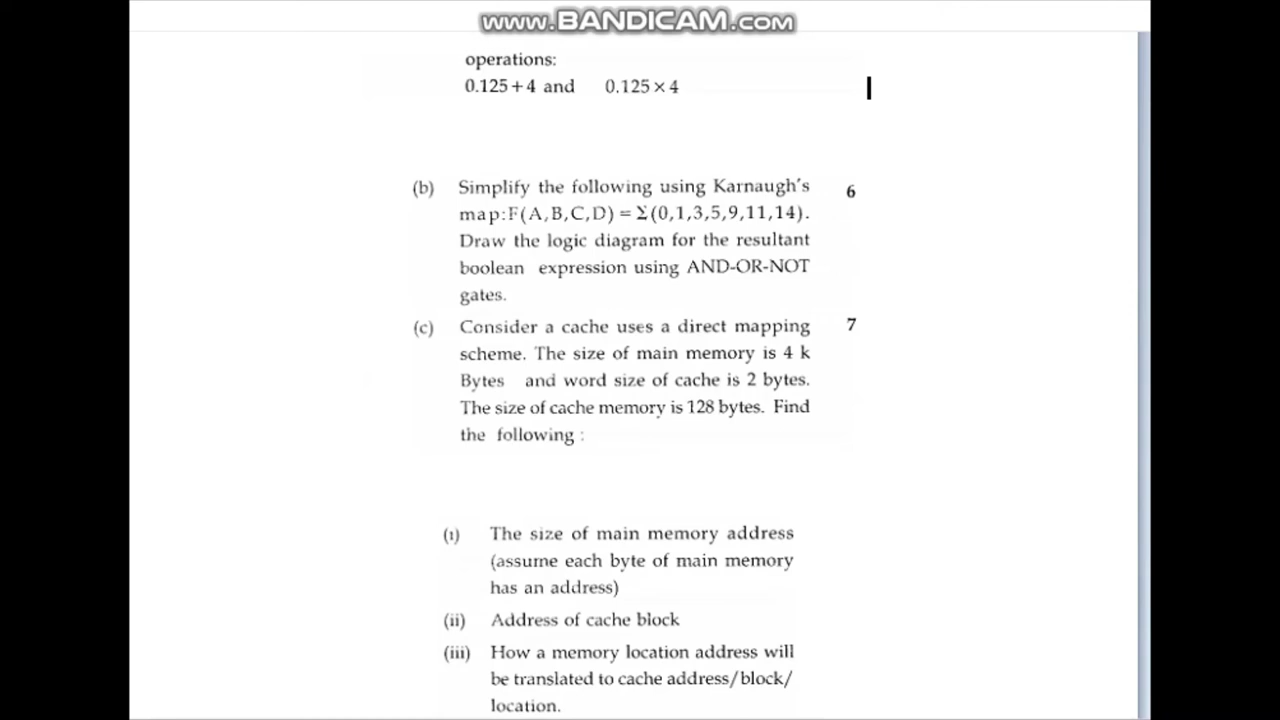 www.BANDICAM.com
operations:
0.125+4 and 0.125×4
(b) Simplify the following using Karnaugh's 6
map:F(A,B,C,D) = Σ(0,1,3,5,9,11,14).
Draw the logic diagram for the resultant
boolean expression using AND-OR-NOT
gates.
(c) Consider a cache uses a direct mapping 7
scheme. The size of main memory is 4 k
Bytes and word size of cache is 2 bytes.
The size of cache memory is 128 bytes. Find
the following :
(i) The size of main memory address
(assume each byte of main memory
has an address)
(ii) Address of cache block
(iii) How a memory location address will
be translated to cache address/block/
location.